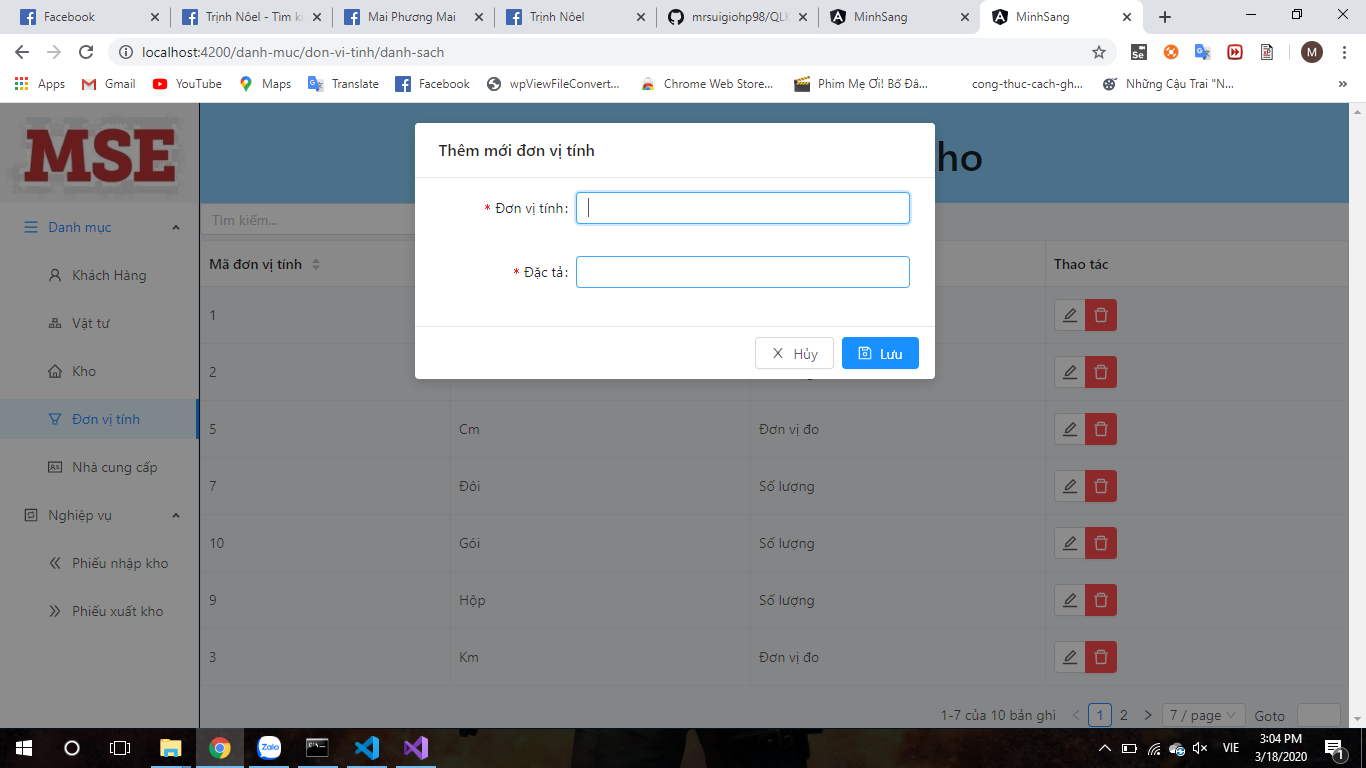 Facebook
Trịnh Nôel - Tìm ki
Mai Phương Mai
Trịnh Nôel
mrsuigiohp98/QLK
MinhSang
MinhSang
localhost:4200/danh-muc/don-vi-tinh/danh-sach
Se
M
Apps
Gmail
YouTube
Maps
Translate
Facebook
wpViewFileConvert...
Chrome Web Store...
Phim Mẹ Ơi! Bố Đâ...
cong-thuc-cach-gh...
Những Cậu Trai "N...
MSE
ho
Thêm mới đơn vị tính
* Đơn vị tính:
* Đặc tả:
Hủy
Lưu
Danh mục
Khách Hàng
Vật tư
Kho
Đơn vị tính
Nhà cung cấp
Nghiệp vụ
Phiếu nhập kho
Phiếu xuất kho
Tìm kiếm...
Mã đơn vị tính
Thao tác
1
2
5 Cm Đơn vị đo
7 Đôi Số lượng
10 Gói Số lượng
9 Hộp Số lượng
3 Km Đơn vị đo
1-7 của 10 bản ghi
1 2
7 / page
Goto
Zalo
VIE
3:04 PM
3/18/2020
1